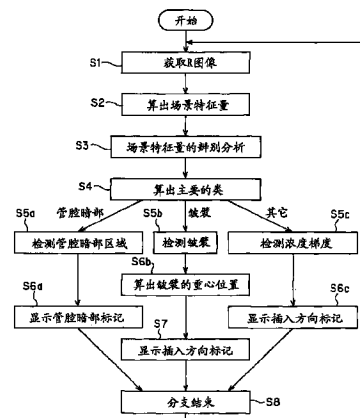 开始
S1
获取R图像
S2
算出场景特征量
S3
场景特征量的辨别分析
S4
算出主要的类
管腔暗部
皱襞
其它
S5a
S5b
S5c
检测管腔暗部区域
检测皱襞
检测浓度梯度
S6b
算出皱襞的重心位置
S6a
S6c
显示管腔暗部标记
显示插入方向标记
S7
显示插入方向标记
分支结束
S8